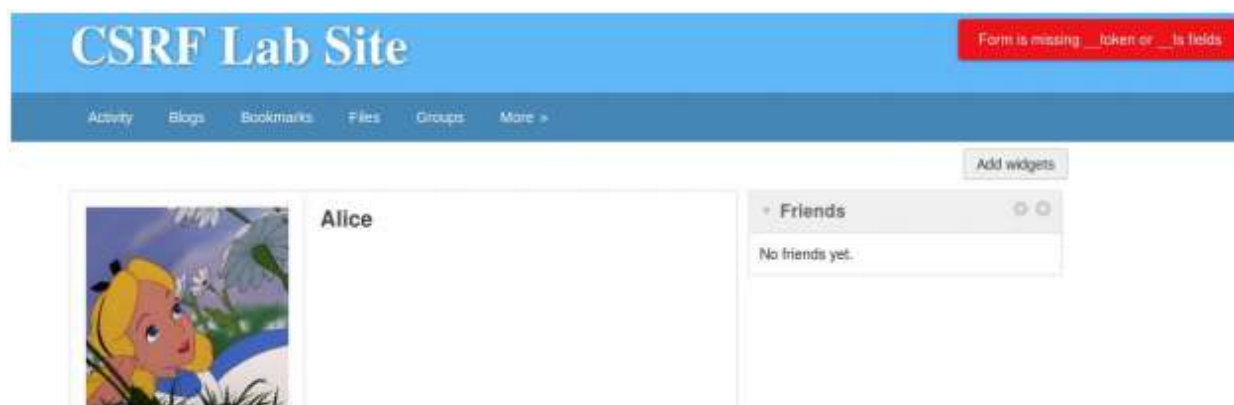 CSRF Lab Site
Form is missing __token or __ts fields
Activity Blogs Bookmarks Files Groups More »
Add widgets
Alice
Friends
No friends yet.